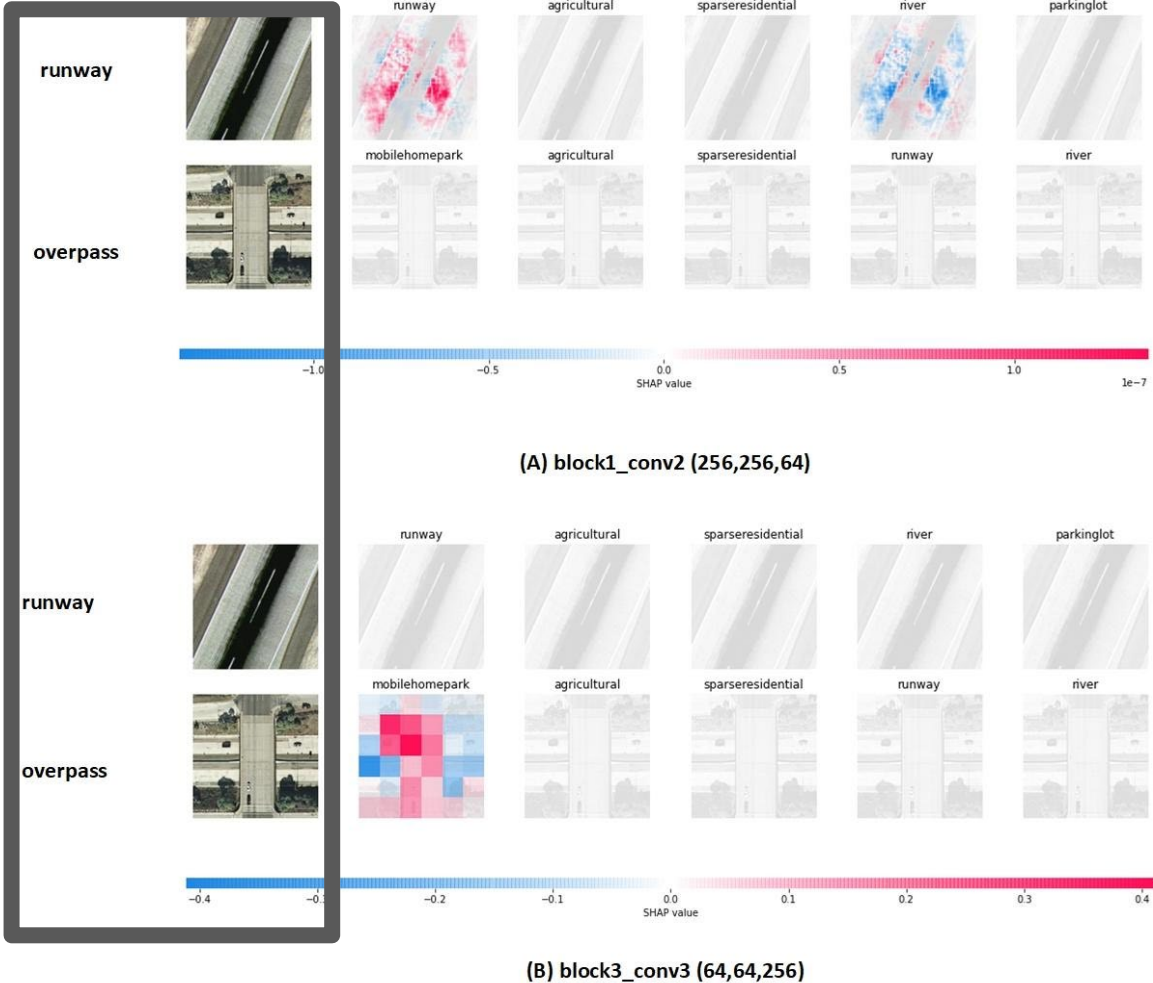 runway agricultural sparseresidential river parkinglot
runway
mobilehomepark agricultural sparseresidential runway river
overpass
−1.0 −0.5 0.0 0.5 1.0
SHAP value
1e−7
(A) block1_conv2 (256,256,64)
runway agricultural sparseresidential river parkinglot
runway
mobilehomepark agricultural sparseresidential runway river
overpass
−0.4 −0.2 −0.1 0.0 0.1 0.2 0.3 0.4
SHAP value
(B) block3_conv3 (64,64,256)